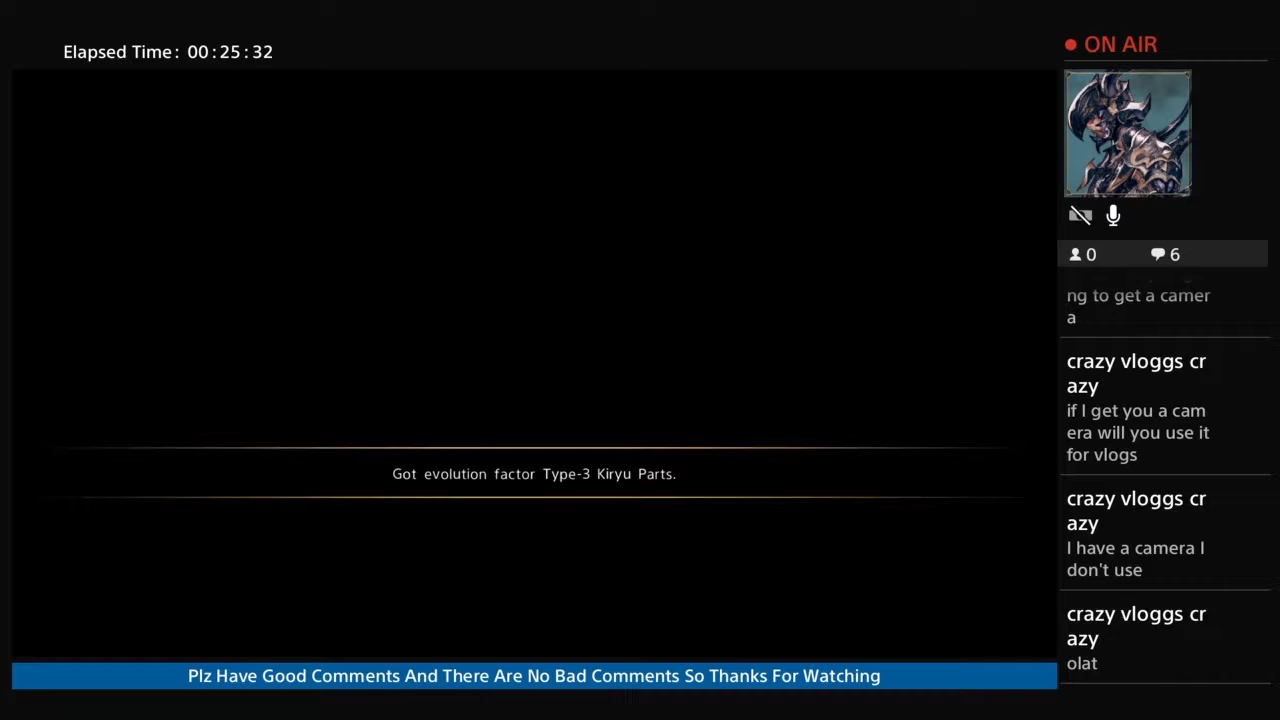 Elapsed Time: 00:25:32
ON AIR
0 6
ng to get a camer
a
crazy vloggs cr
azy
if I get you a cam
era will you use it
for vlogs
crazy vloggs cr
azy
I have a camera I
don't use
crazy vloggs cr
azy
olat
Got evolution factor Type-3 Kiryu Parts.
Plz Have Good Comments And There Are No Bad Comments So Thanks For Watching